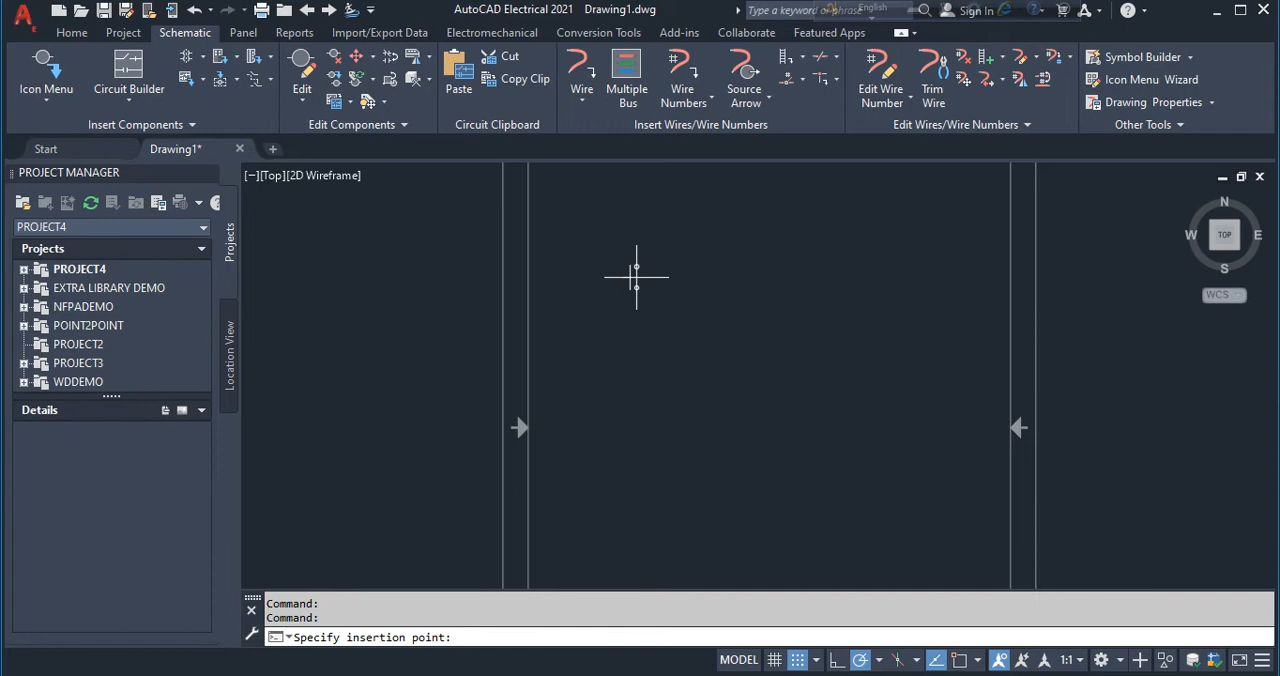 AutoCAD Electrical 2021 Drawing1.dwg
Type a keyword or phrase
English
Sign In
Home Project Schematic Panel Reports Import/Export Data Electromechanical Conversion Tools Add-ins Collaborate Featured Apps
Icon Menu
Circuit Builder
Insert Components
Edit
Edit Components
Paste
Cut
Copy Clip
Circuit Clipboard
Wire
Multiple Bus
Wire Numbers
Source Arrow
Insert Wires/Wire Numbers
Edit Wire Number
Trim Wire
Edit Wires/Wire Numbers
Symbol Builder
Icon Menu Wizard
Drawing Properties
Other Tools
Start
Drawing1*
PROJECT MANAGER
[−][Top][2D Wireframe]
PROJECT4
Projects
PROJECT4
EXTRA LIBRARY DEMO
NFPADEMO
POINT2POINT
PROJECT2
PROJECT3
WDDEMO
Details
Projects
Location View
N
W TOP E
S
WCS
Command:
Command:
Specify insertion point:
MODEL
1:1